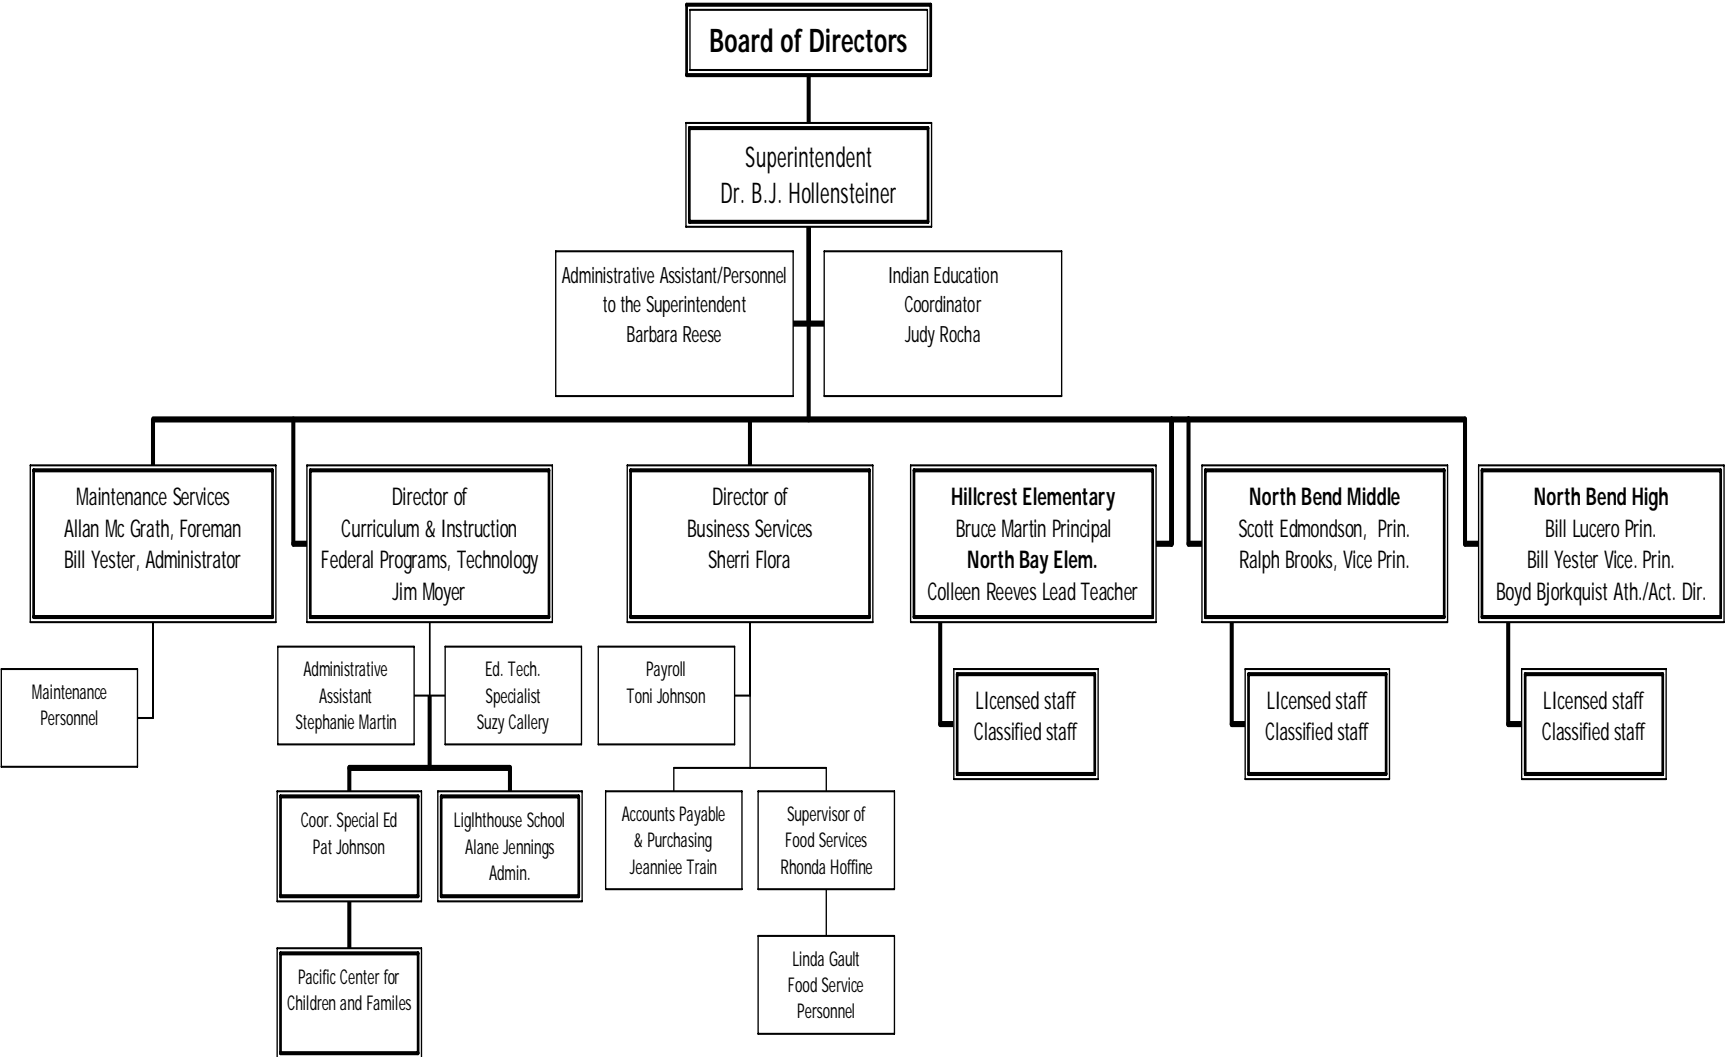 Board of Directors
Superintendent
Dr. B.J. Hollensteiner
Administrative Assistant/Personnel
to the Superintendent
Barbara Reese
Indian Education
Coordinator
Judy Rocha
Maintenance Services
Allan Mc Grath, Foreman
Bill Yester, Administrator
Director of
Curriculum & Instruction
Federal Programs, Technology
Jim Moyer
Director of
Business Services
Sherri Flora
Hillcrest Elementary
Bruce Martin Principal
North Bay Elem.
Colleen Reeves Lead Teacher
North Bend Middle
Scott Edmondson, Prin.
Ralph Brooks, Vice Prin.
North Bend High
Bill Lucero Prin.
Bill Yester Vice. Prin.
Boyd Bjorkquist Ath./Act. Dir.
Maintenance
Personnel
Administrative
Assistant
Stephanie Martin
Ed. Tech.
Specialist
Suzy Callery
Payroll
Toni Johnson
LIcensed staff
Classified staff
LIcensed staff
Classified staff
LIcensed staff
Classified staff
Coor. Special Ed
Pat Johnson
Liglhthouse School
Alane Jennings
Admin.
Accounts Payable
& Purchasing
Jeanniee Train
Supervisor of
Food Services
Rhonda Hoffine
Pacific Center for
Children and Familes
Linda Gault
Food Service
Personnel